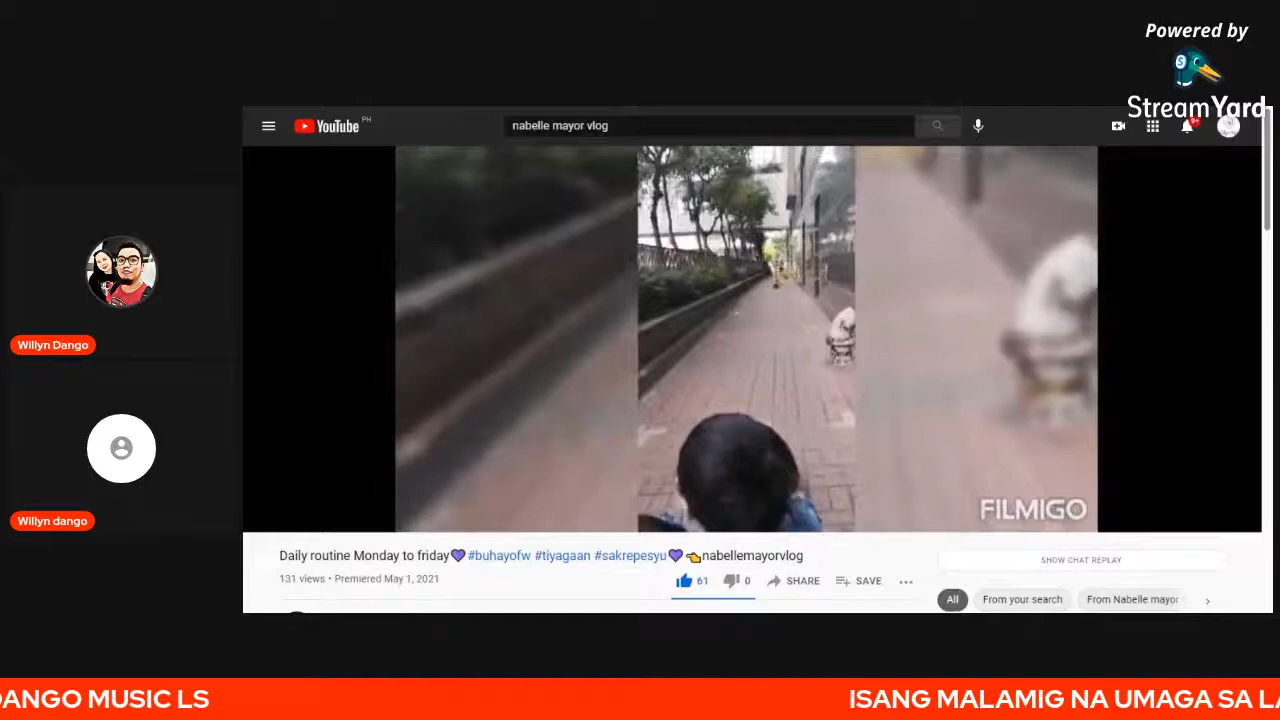 Powered by
StreamYard
YouTube PH
nabelle mayor vlog
9+
Willyn Dango
Willyn dango
FILMIGO
Daily routine Monday to friday💜#buhayofw #tiyagaan #sakrepesyu💜👈nabellemayorvlog
131 views • Premiered May 1, 2021
61 0 SHARE SAVE
SHOW CHAT REPLAY
All From your search From Nabelle mayor
DANGO MUSIC LS ISANG MALAMIG NA UMAGA SA LA